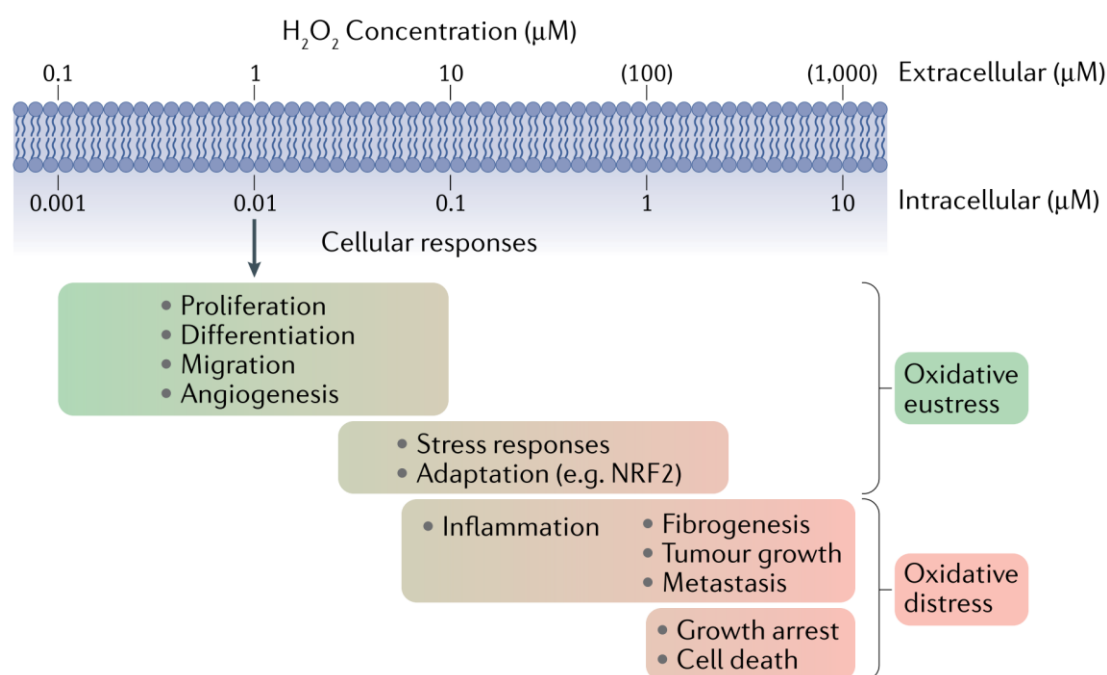 H₂O₂ Concentration (μM)
0.1 1 10 (100) (1,000) Extracellular (μM)
0.001 0.01 0.1 1 10 Intracellular (μM)
Cellular responses
• Proliferation
• Differentiation
• Migration
• Angiogenesis
Oxidative
eustress
• Stress responses
• Adaptation (e.g. NRF2)
• Inflammation
• Fibrogenesis
• Tumour growth
• Metastasis
Oxidative
distress
• Growth arrest
• Cell death